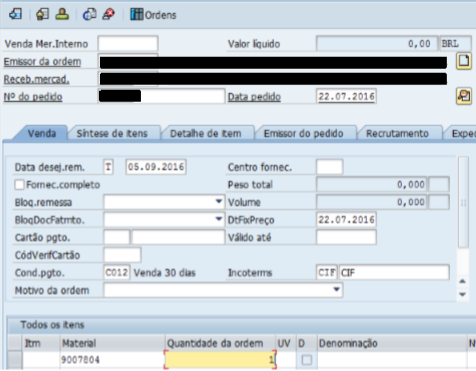 Ordens
Venda Mer.Interno Valor líquido 0,00 BRL
Emissor da ordem
Receb.mercad.
Nº do pedido Data pedido 22.07.2016
Venda Síntese de itens Detalhe de item Emissor do pedido Recrutamento Expe
Data desej.rem. T 05.09.2016 Centro fornec.
Fornec.completo Peso total 0,000
Bloq.remessa Volume 0,000
BloqDocFatrmto. DtFixPreço 22.07.2016
Cartão pgto. Válido até
CódVerifCartão
Cond.pgto. C012 Venda 30 dias Incoterms CIF CIF
Motivo da ordem
Todos os itens
Itm Material Quantidade da ordem UV D Denominação N
9007804 1